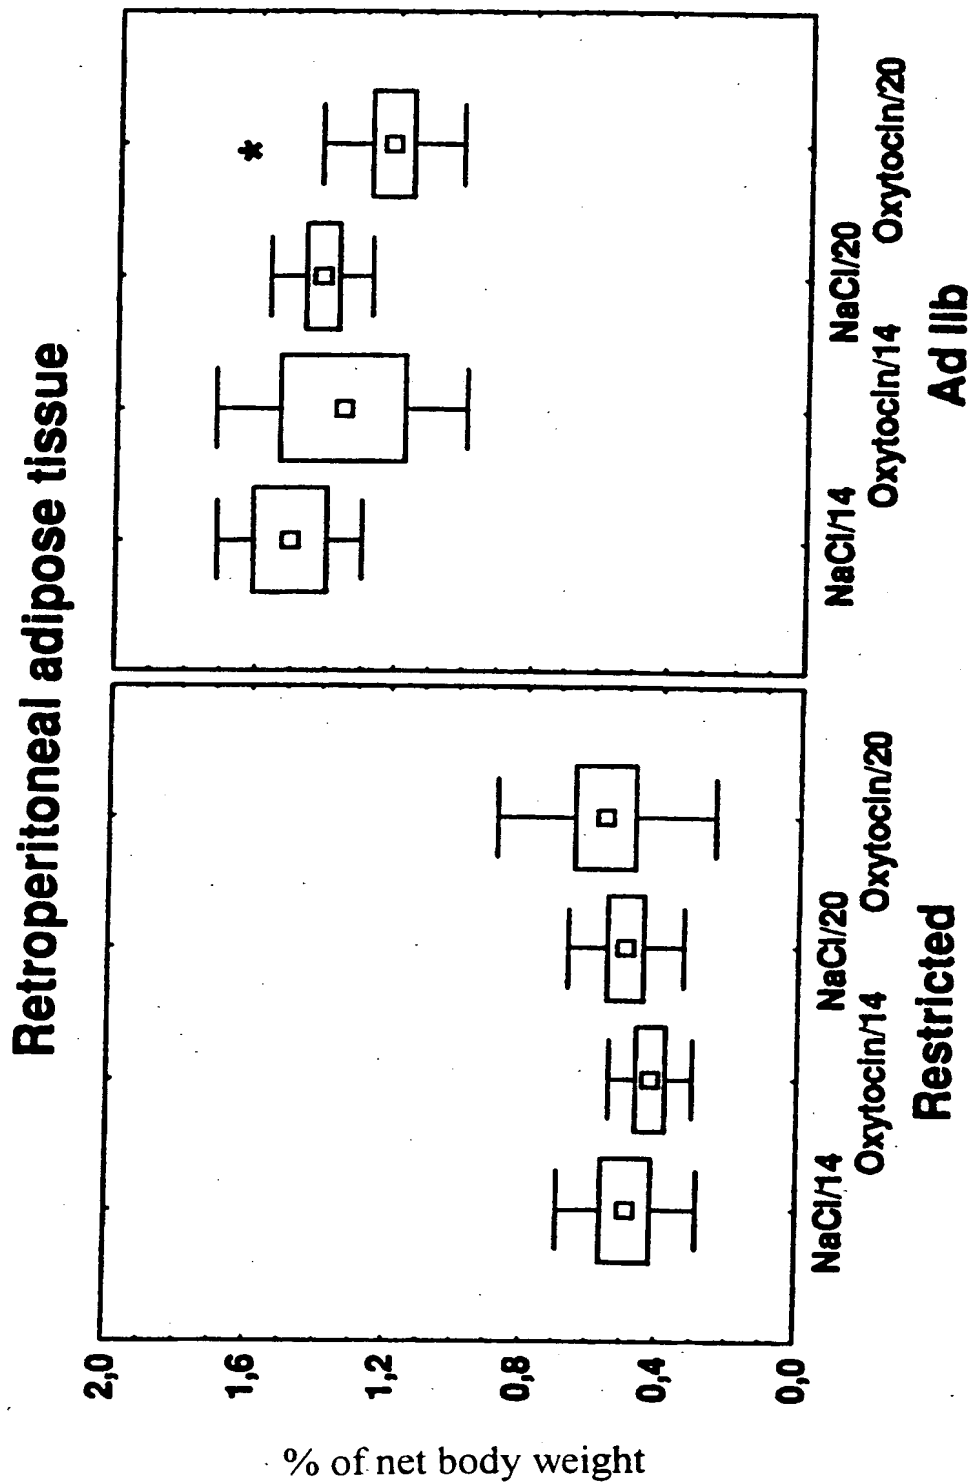 Retroperitoneal adipose tissue
2,0
1,6
1,2
0,8
0,4
0,0
% of net body weight
NaCl/14
Oxytocin/14
NaCl/20
Oxytocin/20
Restricted
*
NaCl/14
Oxytocin/14
NaCl/20
Oxytocin/20
Ad lib